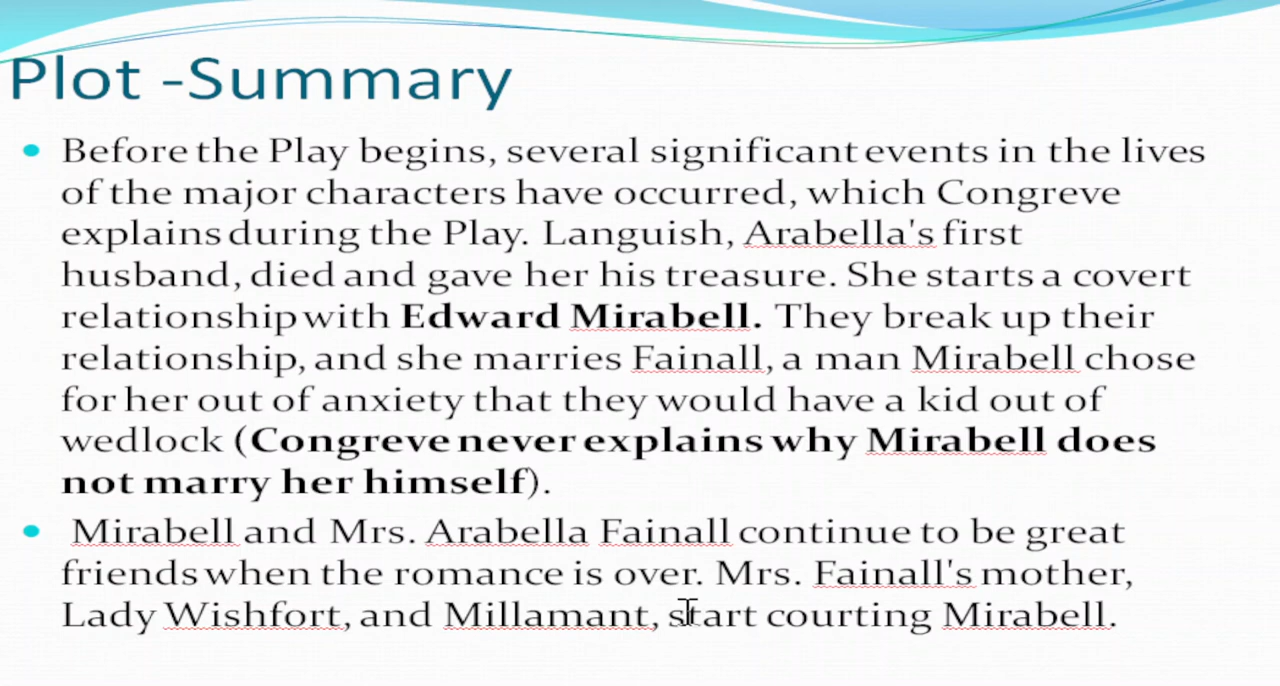 Plot -Summary
Before the Play begins, several significant events in the lives
of the major characters have occurred, which Congreve
explains during the Play. Languish, Arabella's first
husband, died and gave her his treasure. She starts a covert
relationship with Edward Mirabell. They break up their
relationship, and she marries Fainall, a man Mirabell chose
for her out of anxiety that they would have a kid out of
wedlock (Congreve never explains why Mirabell does
not marry her himself).
Mirabell and Mrs. Arabella Fainall continue to be great
friends when the romance is over. Mrs. Fainall's mother,
Lady Wishfort, and Millamant, start courting Mirabell.